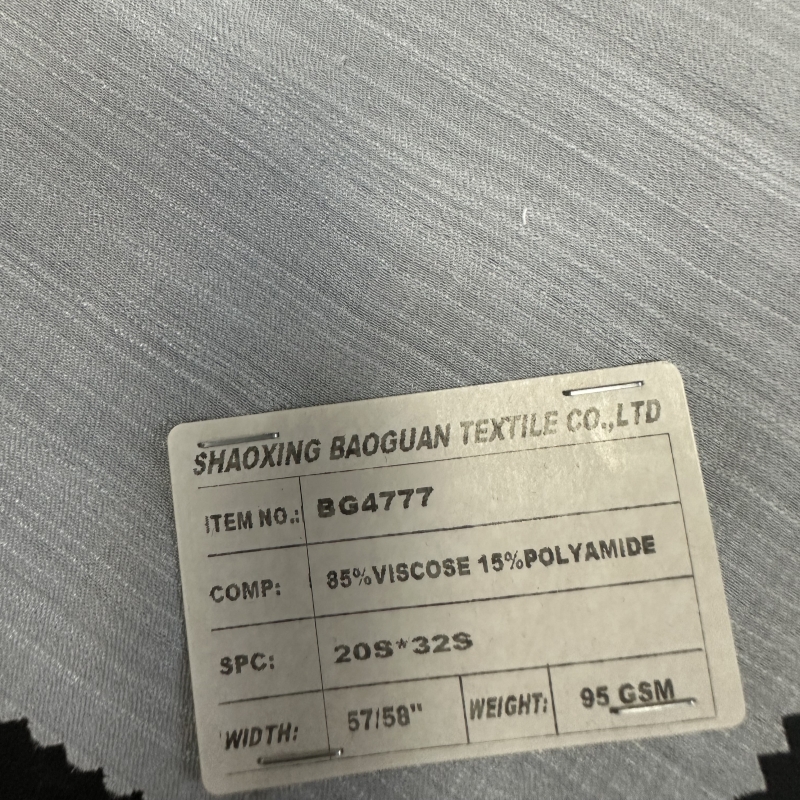 SHAOXING BAOGUAN TEXTILE CO.,LTD
ITEM NO.: BG4777
COMP: 85%VISCOSE 15%POLYAMIDE
SPC: 20S*32S
WIDTH: 57/58" WEIGHT: 95 GSM